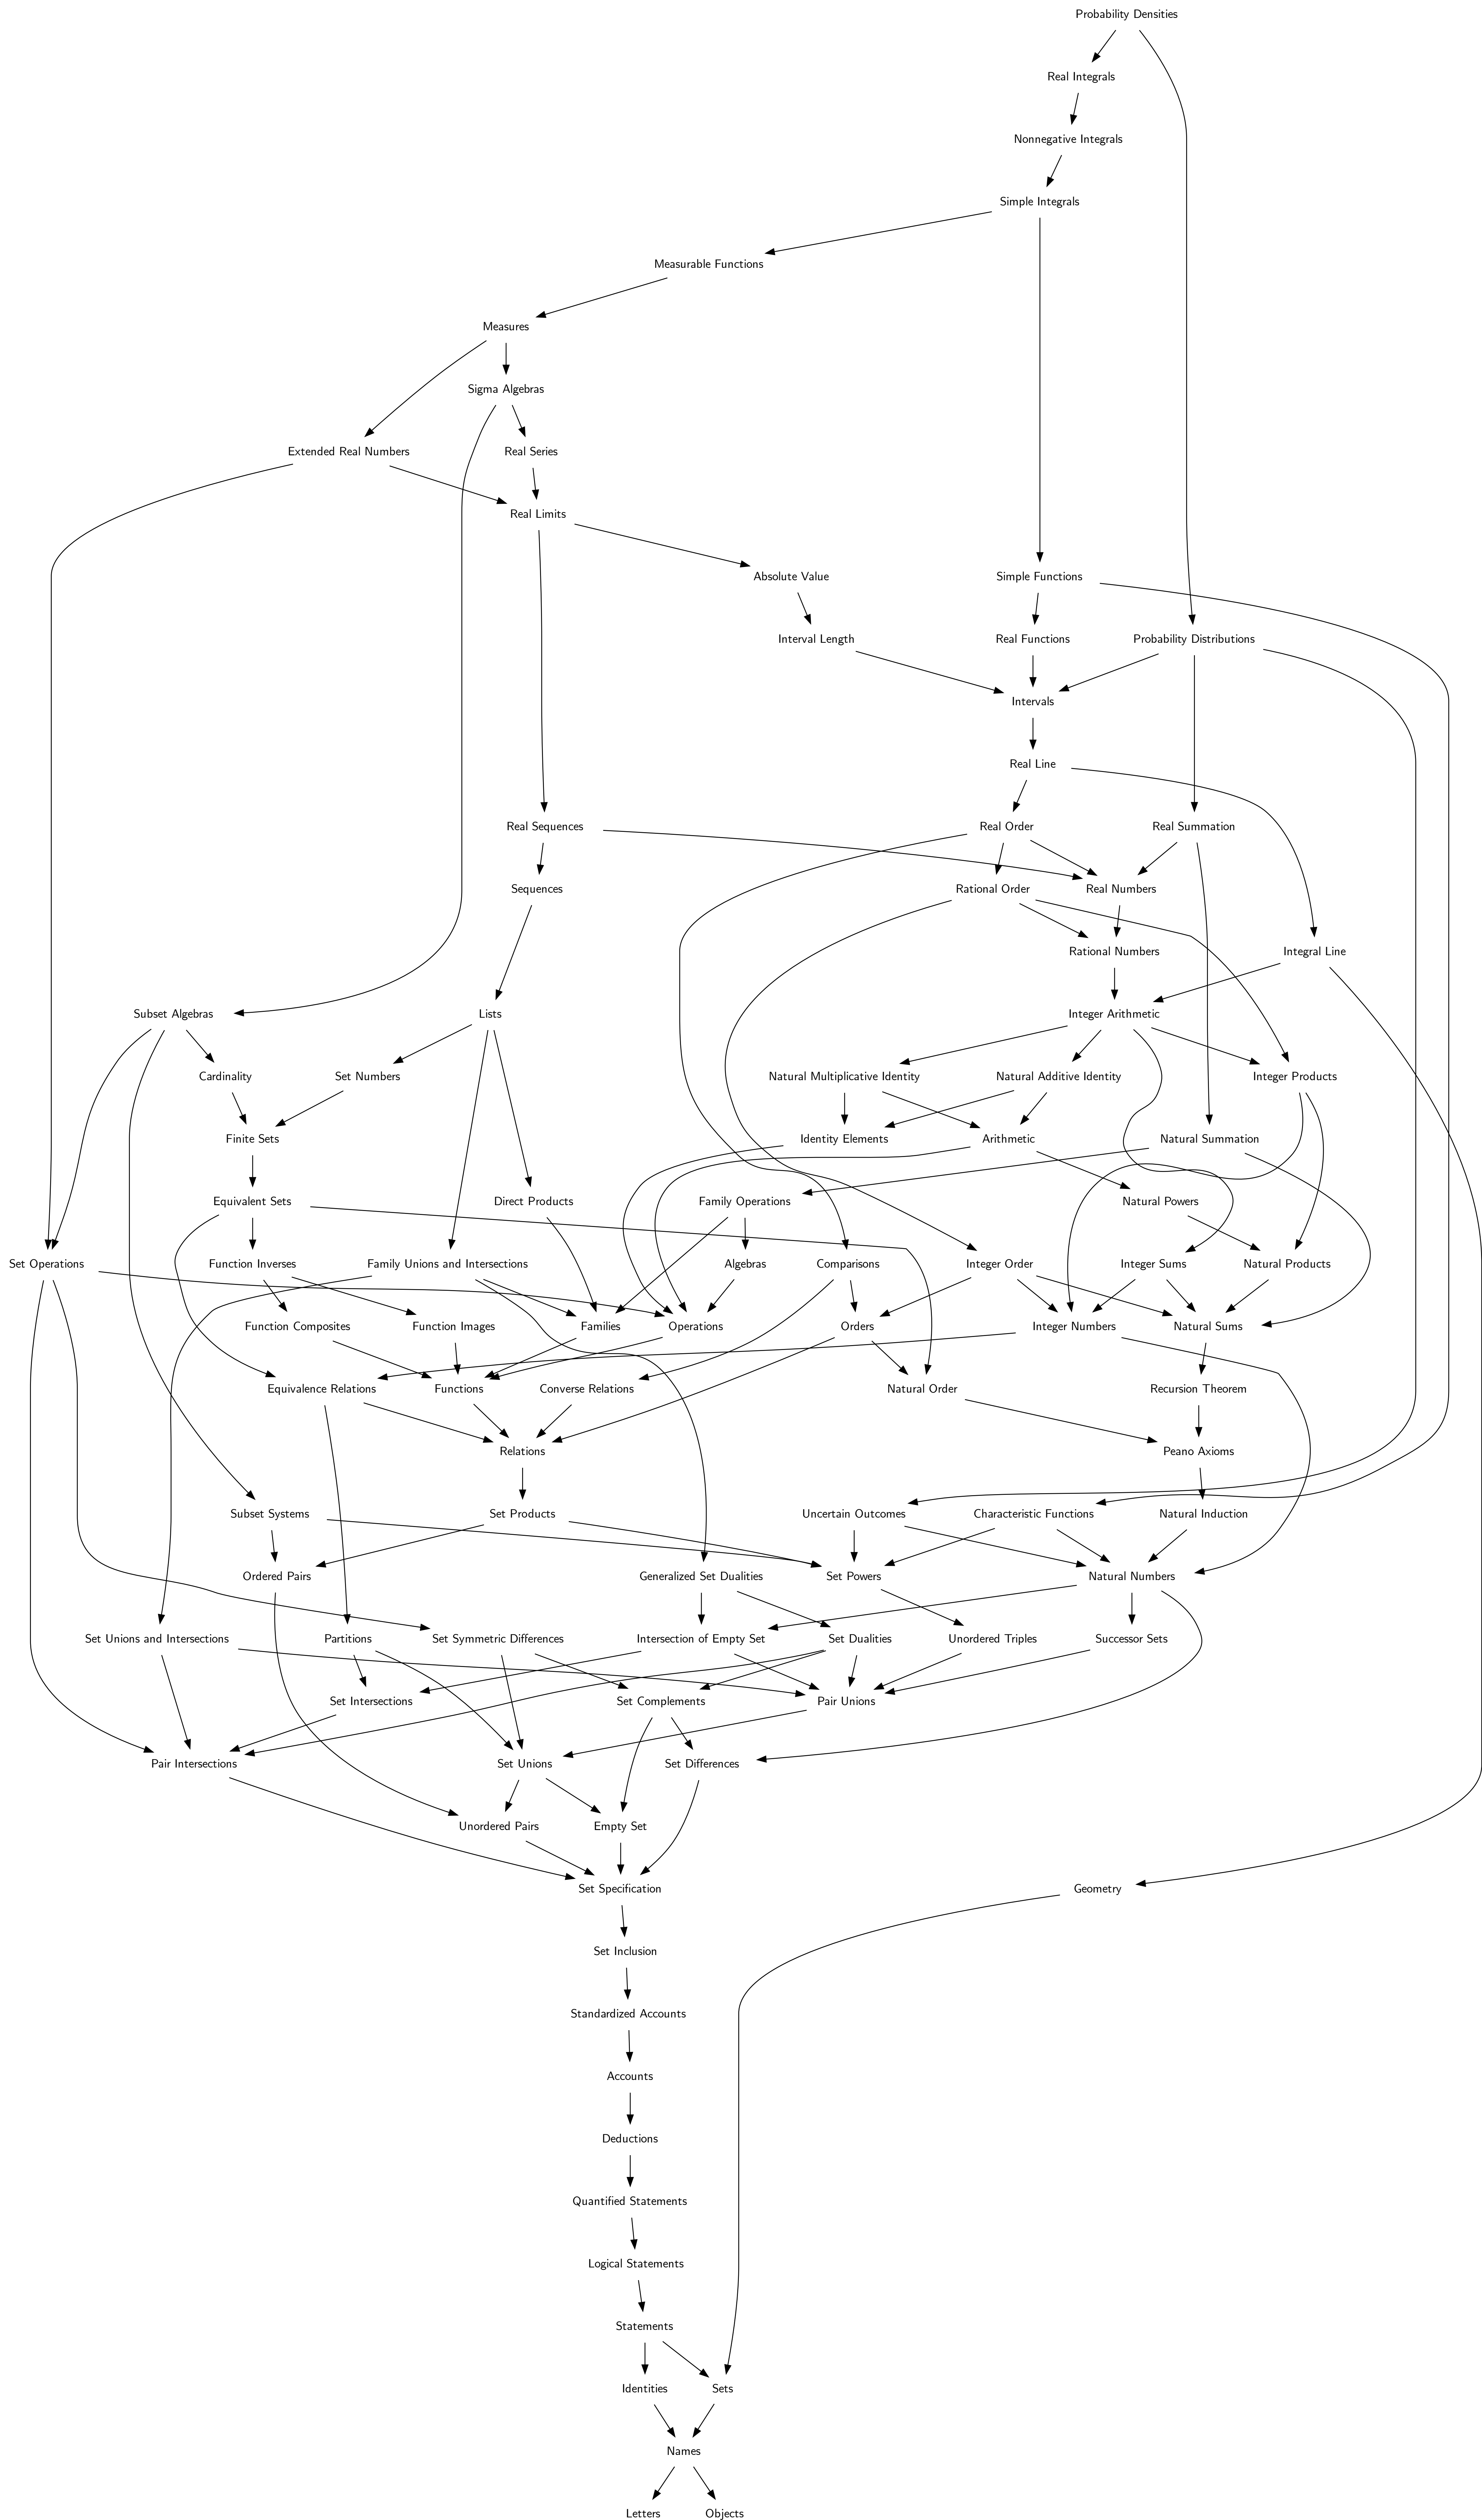 Probability Densities
Real Integrals
Nonnegative Integrals
Simple Integrals
Measurable Functions
Measures
Sigma Algebras
Extended Real Numbers
Real Series
Real Limits
Absolute Value
Simple Functions
Interval Length
Real Functions
Probability Distributions
Intervals
Real Line
Real Sequences
Real Order
Real Summation
Sequences
Rational Order
Real Numbers
Rational Numbers
Integral Line
Subset Algebras
Lists
Integer Arithmetic
Cardinality
Set Numbers
Natural Multiplicative Identity
Natural Additive Identity
Integer Products
Finite Sets
Identity Elements
Arithmetic
Natural Summation
Equivalent Sets
Direct Products
Family Operations
Natural Powers
Set Operations
Function Inverses
Family Unions and Intersections
Algebras
Comparisons
Integer Order
Integer Sums
Natural Products
Function Composites
Function Images
Families
Operations
Orders
Integer Numbers
Natural Sums
Equivalence Relations
Functions
Converse Relations
Natural Order
Recursion Theorem
Relations
Peano Axioms
Subset Systems
Set Products
Uncertain Outcomes
Characteristic Functions
Natural Induction
Ordered Pairs
Generalized Set Dualities
Set Powers
Natural Numbers
Set Unions and Intersections
Partitions
Set Symmetric Differences
Intersection of Empty Set
Set Dualities
Unordered Triples
Successor Sets
Set Intersections
Set Complements
Pair Unions
Pair Intersections
Set Unions
Set Differences
Unordered Pairs
Empty Set
Set Specification
Geometry
Set Inclusion
Standardized Accounts
Accounts
Deductions
Quantified Statements
Logical Statements
Statements
Identities
Sets
Names
Letters
Objects